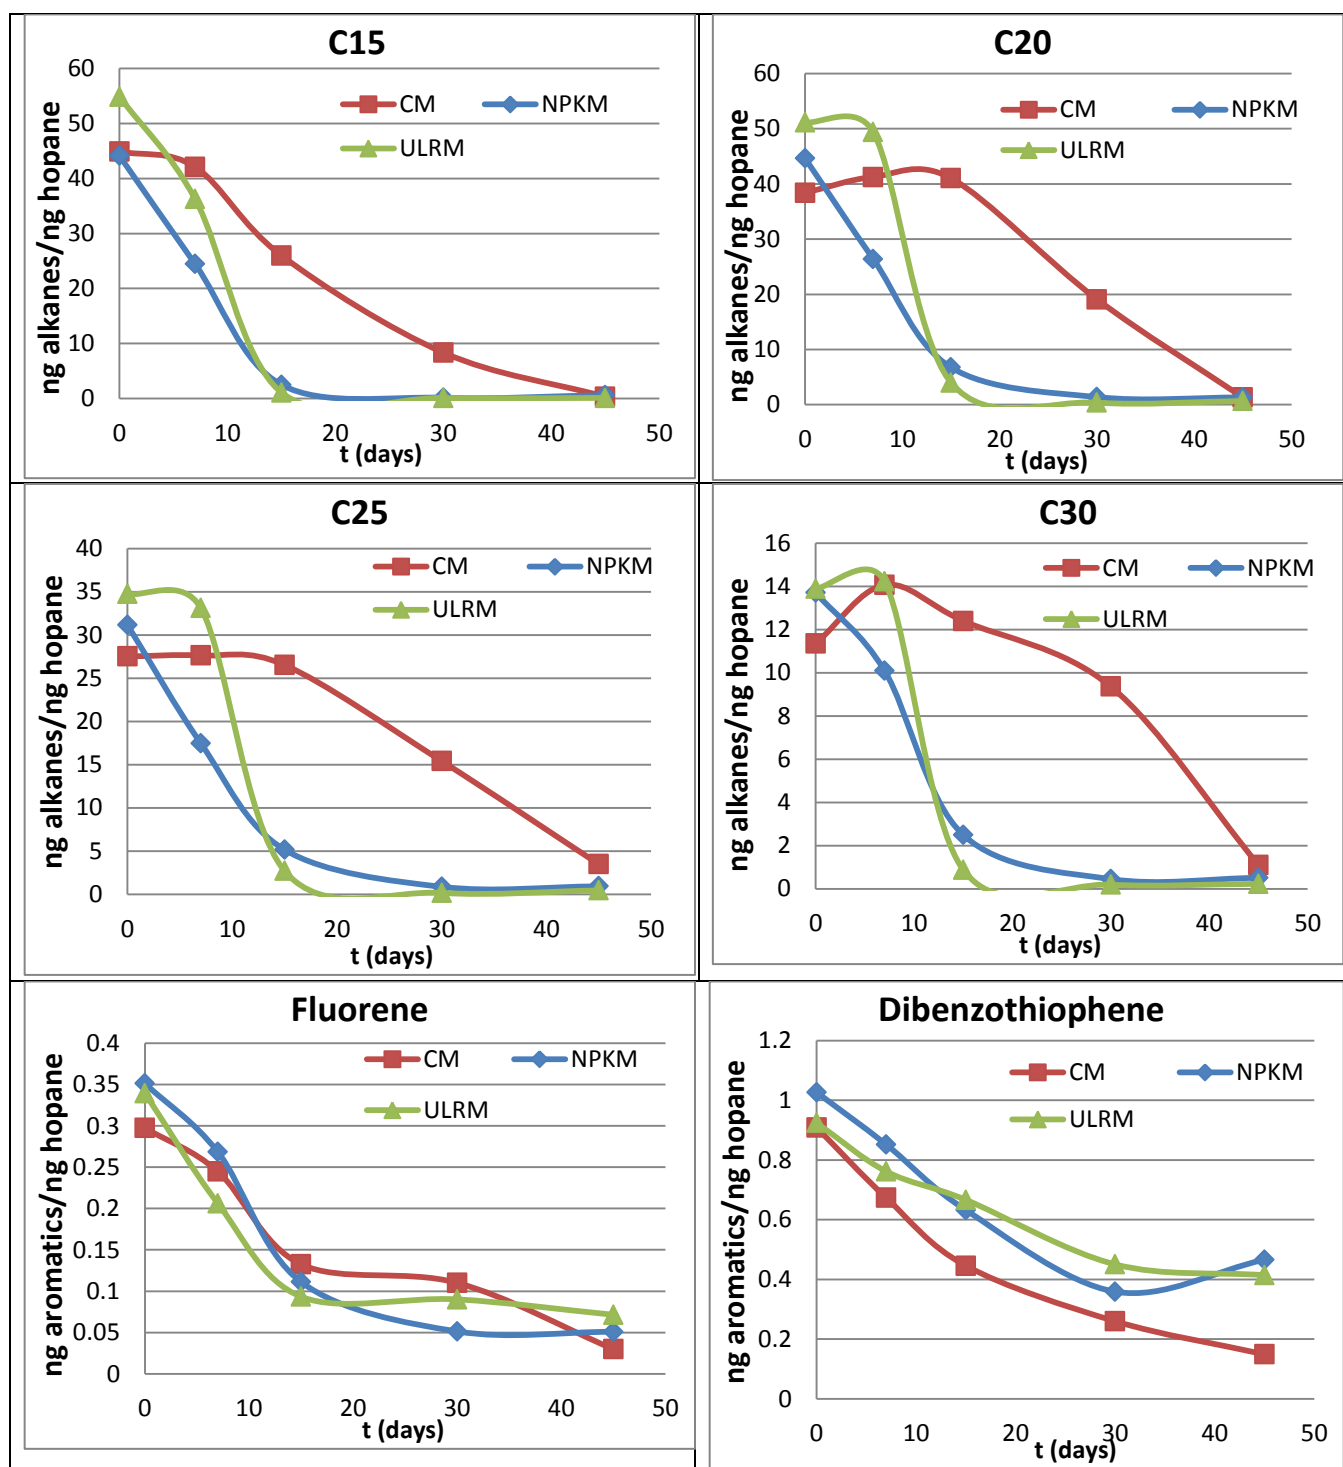 C15
ng alkanes/ng hopane
60
50
40
30
20
10
0
CM NPKM
ULRM
0 10 20 30 40 50
t (days)
C20
ng alkanes/ng hopane
60
50
40
30
20
10
0
CM NPKM
ULRM
0 10 20 30 40 50
t (days)
C25
ng alkanes/ng hopane
40
35
30
25
20
15
10
5
0
CM NPKM
ULRM
0 10 20 30 40 50
t (days)
C30
ng alkanes/ng hopane
16
14
12
10
8
6
4
2
0
CM NPKM
ULRM
0 10 20 30 40 50
t (days)
Fluorene
ng aromatics/ng hopane
0.4
0.35
0.3
0.25
0.2
0.15
0.1
0.05
0
CM NPKM
ULRM
0 10 20 30 40 50
t (days)
Dibenzothiophene
ng aromatics/ng hopane
1.2
1
0.8
0.6
0.4
0.2
0
CM NPKM
ULRM
0 10 20 30 40 50
t (days)